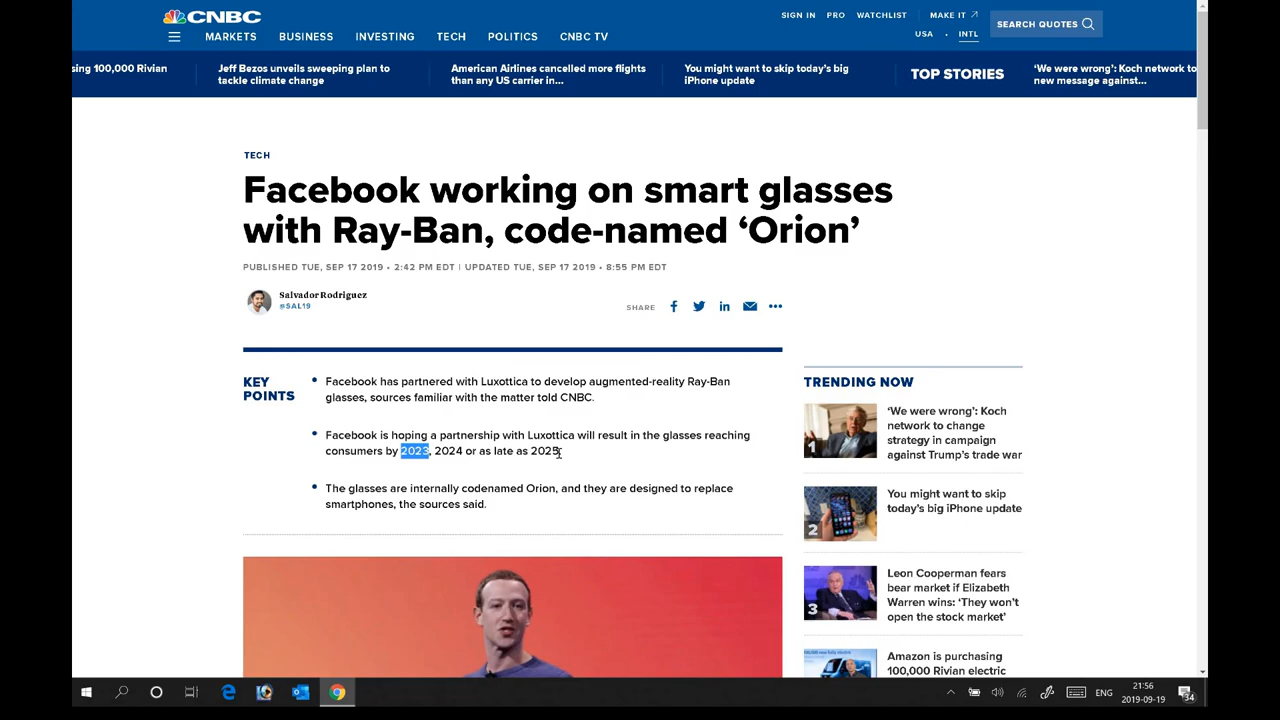 CNBC
SIGN IN PRO WATCHLIST MAKE IT
USA • INTL
SEARCH QUOTES
MARKETS BUSINESS INVESTING TECH POLITICS CNBC TV
sing 100,000 Rivian
Jeff Bezos unveils sweeping plan to
tackle climate change
American Airlines cancelled more flights
than any US carrier in...
You might want to skip today's big
iPhone update
TOP STORIES
‘We were wrong’: Koch network to
new message against...
TECH
Facebook working on smart glasses
with Ray-Ban, code-named ‘Orion’
PUBLISHED TUE, SEP 17 2019 • 2:42 PM EDT | UPDATED TUE, SEP 17 2019 • 8:55 PM EDT
Salvador Rodriguez
@SAL19
SHARE
KEY
POINTS
• Facebook has partnered with Luxottica to develop augmented-reality Ray-Ban
glasses, sources familiar with the matter told CNBC.
• Facebook is hoping a partnership with Luxottica will result in the glasses reaching
consumers by 2023, 2024 or as late as 2025.
• The glasses are internally codenamed Orion, and they are designed to replace
smartphones, the sources said.
TRENDING NOW
1
‘We were wrong’: Koch
network to change
strategy in campaign
against Trump's trade war
2
You might want to skip
today's big iPhone update
3
Leon Cooperman fears
bear market if Elizabeth
Warren wins: ‘They won't
open the stock market’
Amazon is purchasing
100,000 Rivian electric
ENG
21:56
2019-09-19
34